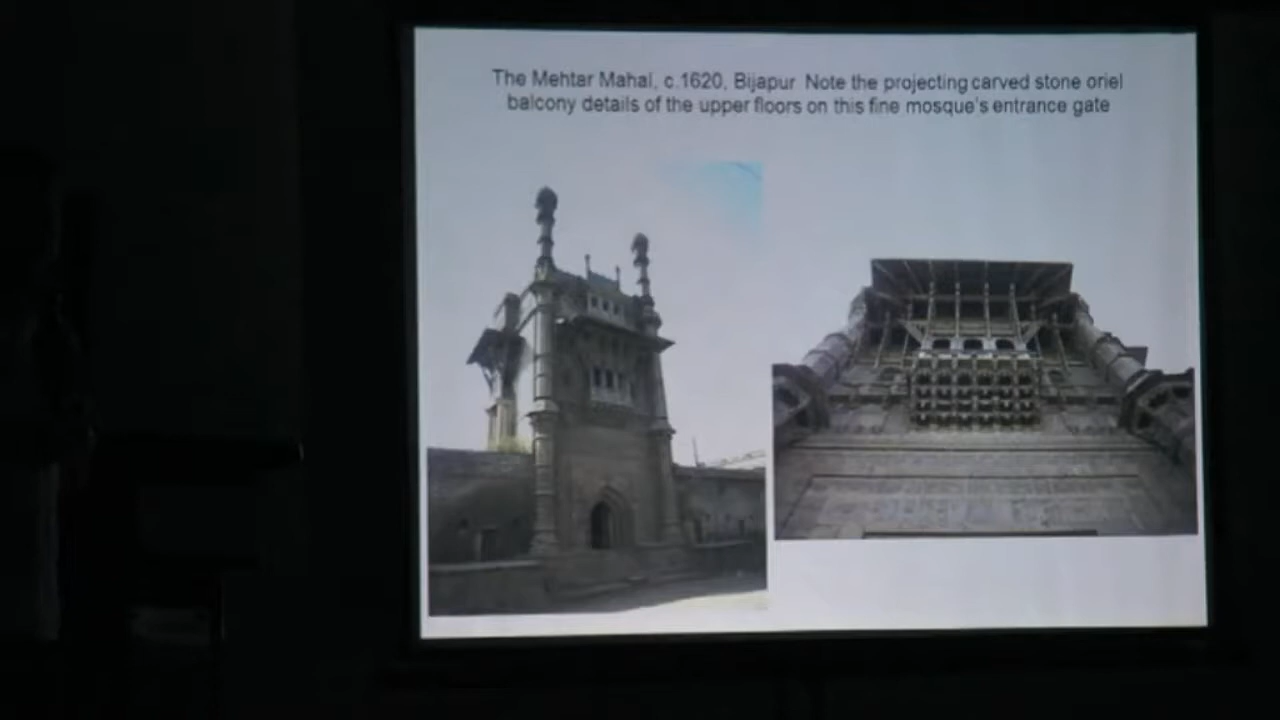 The Mehtar Mahal, c.1620, Bijapur Note the projecting carved stone oriel
balcony details of the upper floors on this fine mosque's entrance gate